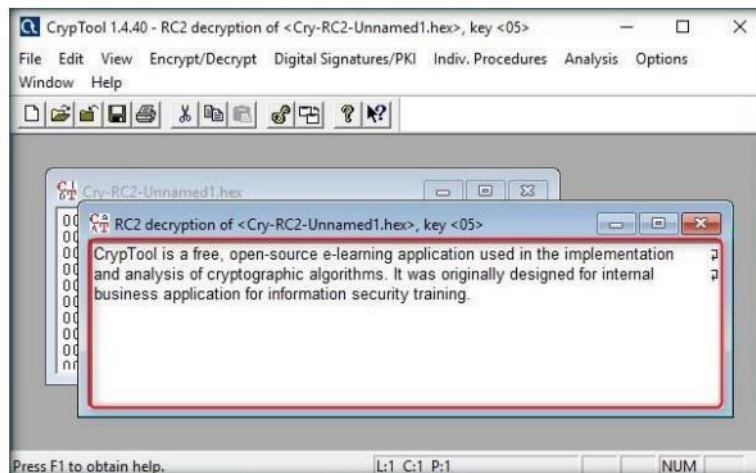 CrypTool 1.4.40 - RC2 decryption of <Cry-RC2-Unnamed1.hex>, key <05>
File Edit View Encrypt/Decrypt Digital Signatures/PKI Indiv. Procedures Analysis Options
Window Help
Cry-RC2-Unnamed1.hex
RC2 decryption of <Cry-RC2-Unnamed1.hex>, key <05>
CrypTool is a free, open-source e-learning application used in the implementation
and analysis of cryptographic algorithms. It was originally designed for internal
business application for information security training.
Press F1 to obtain help. L:1 C:1 P:1 NUM